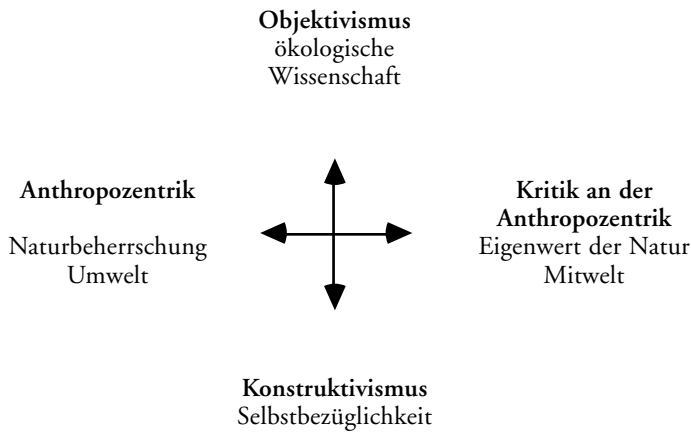 Objektivismus
ökologische
Wissenschaft
Anthropozentrik
Naturbeherrschung
Umwelt
Kritik an der
Anthropozentrik
Eigenwert der Natur
Mitwelt
Konstruktivismus
Selbstbezüglichkeit